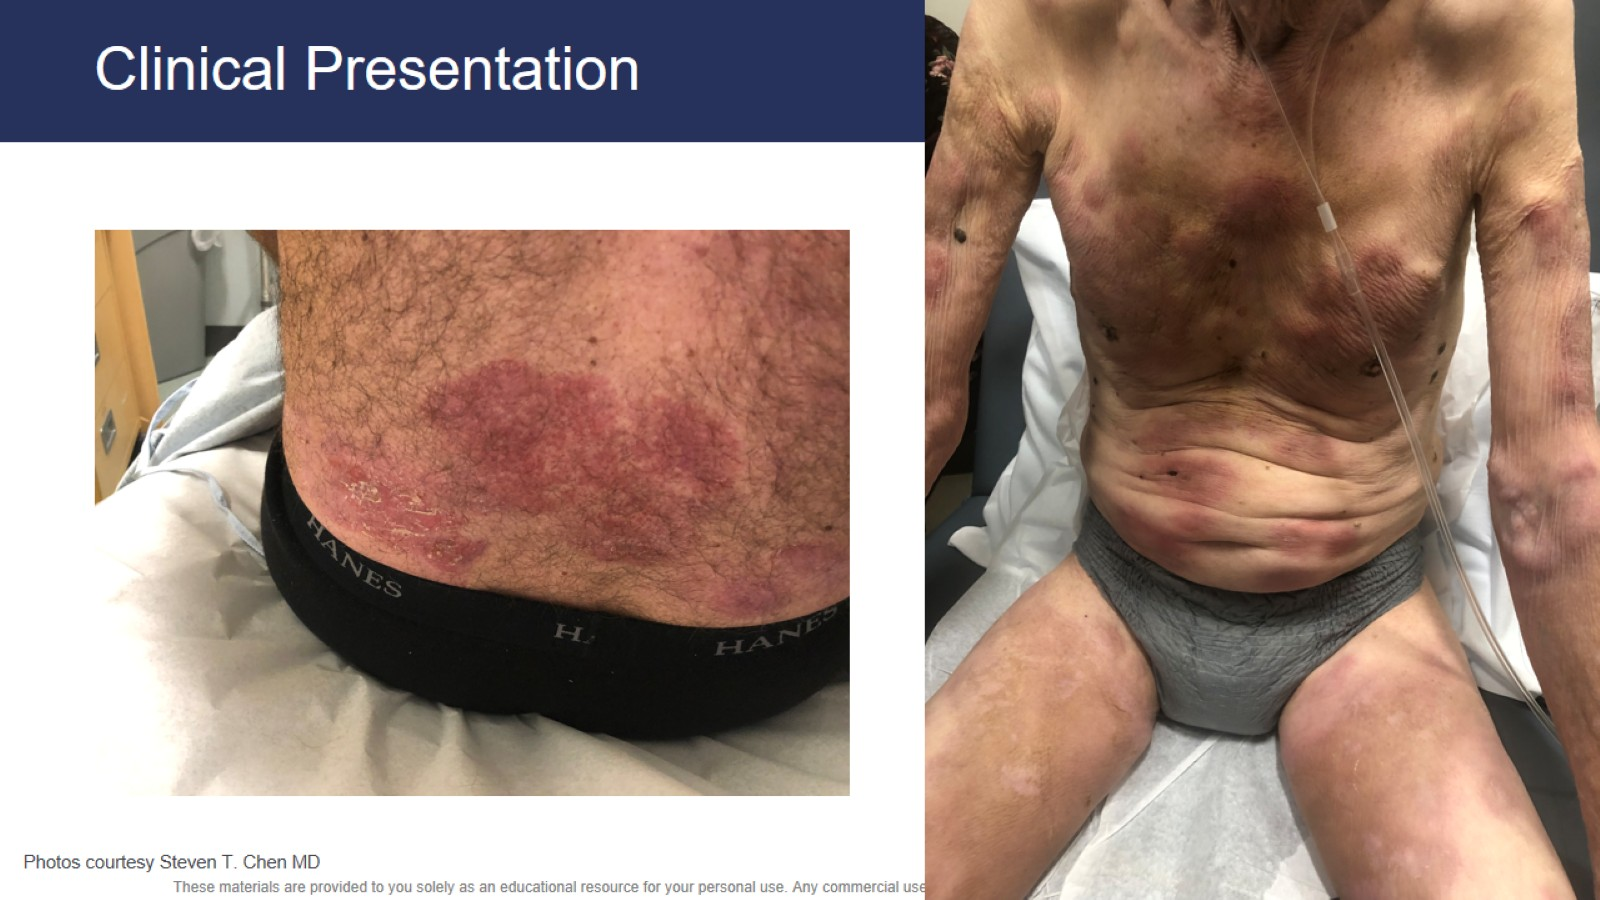 Clinical Presentation
HANES
HANES
Photos courtesy Steven T. Chen MD
These materials are provided to you solely as an educational resource for your personal use. Any commercial use